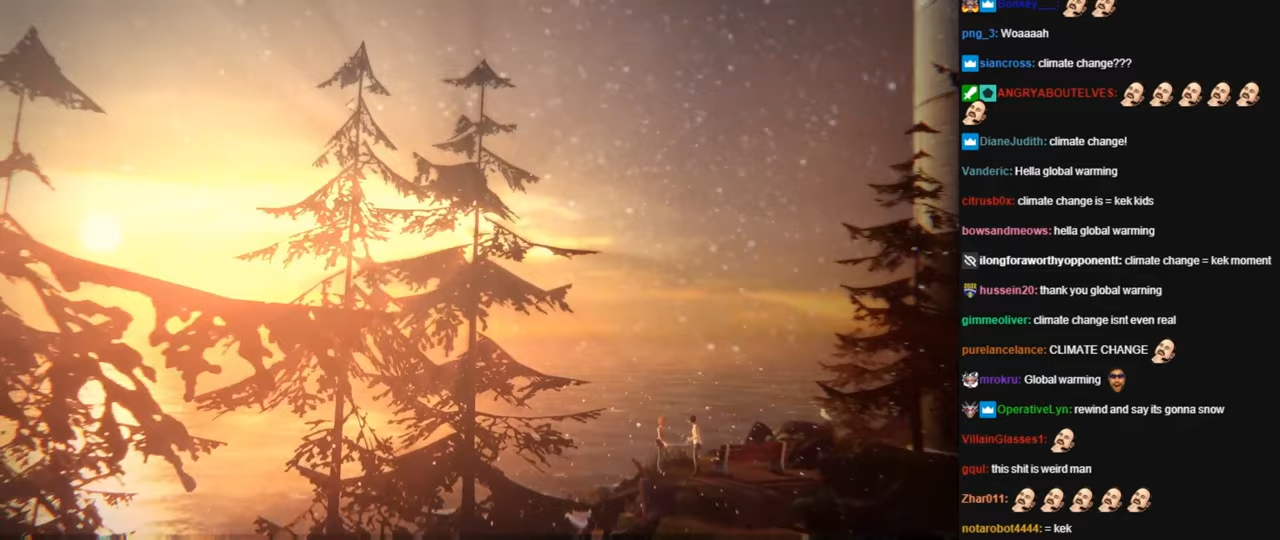 Bonkey___:
png_3: Woaaaah
siancross: climate change???
ANGRYABOUTELVES:
DianeJudith: climate change!
Vanderic: Hella global warming
citrusb0x: climate change is = kek kids
bowsandmeows: hella global warming
ilongforaworthyopponentt: climate change = kek moment
hussein20: thank you global warning
gimmeoliver: climate change isnt even real
purelancelance: CLIMATE CHANGE
mrokru: Global warming
OperativeLyn: rewind and say its gonna snow
VillainGlasses1:
gqul: this shit is weird man
Zhar011:
notarobot4444: = kek